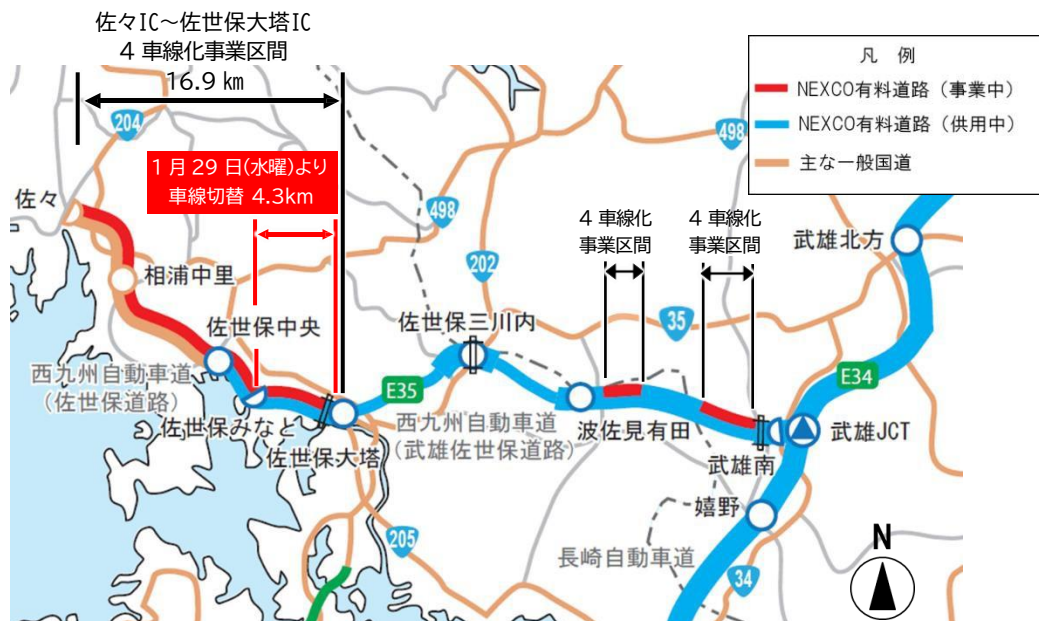 佐々IC～佐世保大塔IC
4 車線化事業区間
16.9 ㎞
凡 例
NEXCO有料道路（事業中）
NEXCO有料道路（供用中）
主な一般国道
204
498
1 月 29 日(水曜)より
車線切替 4.3km
佐々
498
4 車線化
事業区間
4 車線化
事業区間
武雄北方
相浦中里
202
佐世保中央
佐世保三川内
35
西九州自動車道
（佐世保道路）
E35
E34
佐世保みなと
佐世保大塔
西九州自動車道
（武雄佐世保道路）
波佐見有田
武雄南
武雄JCT
嬉野
205
長崎自動車道
34
N